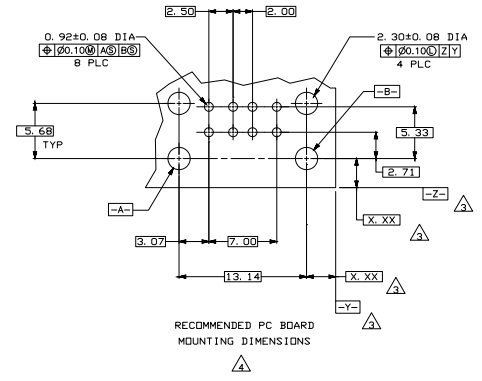 2.50 2.00
0.92±0.08 DIA
⌖ Ø0.10Ⓜ AⓈ BⓈ
8 PLC
2.30±0.08 DIA
⌖ Ø0.10Ⓛ Z Y
4 PLC
-B-
5.68
TYP
5.33
2.71
-Z-
3
-A-
X.XX
3
3.07 7.00
13.14
X.XX
3
-Y-
3
RECOMMENDED PC BOARD
MOUNTING DIMENSIONS
4